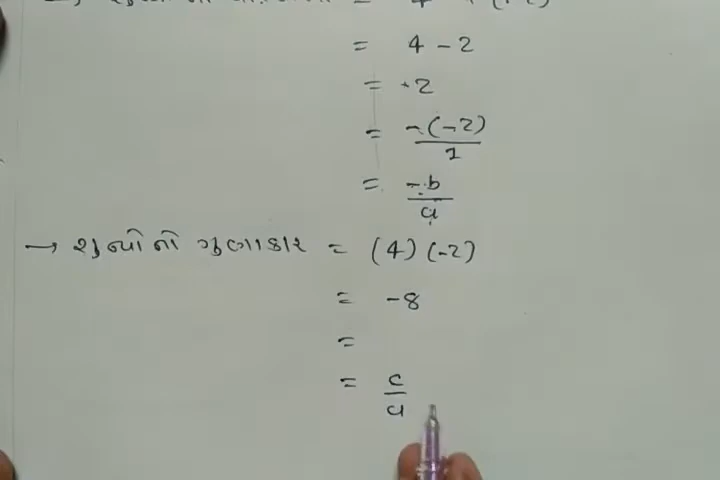 = 4 - 2
= +2
= -(-2)/1
= -b/a
→ શૂન્યોનો ગુણાકાર = (4) (-2)
= -8
=
= c/a